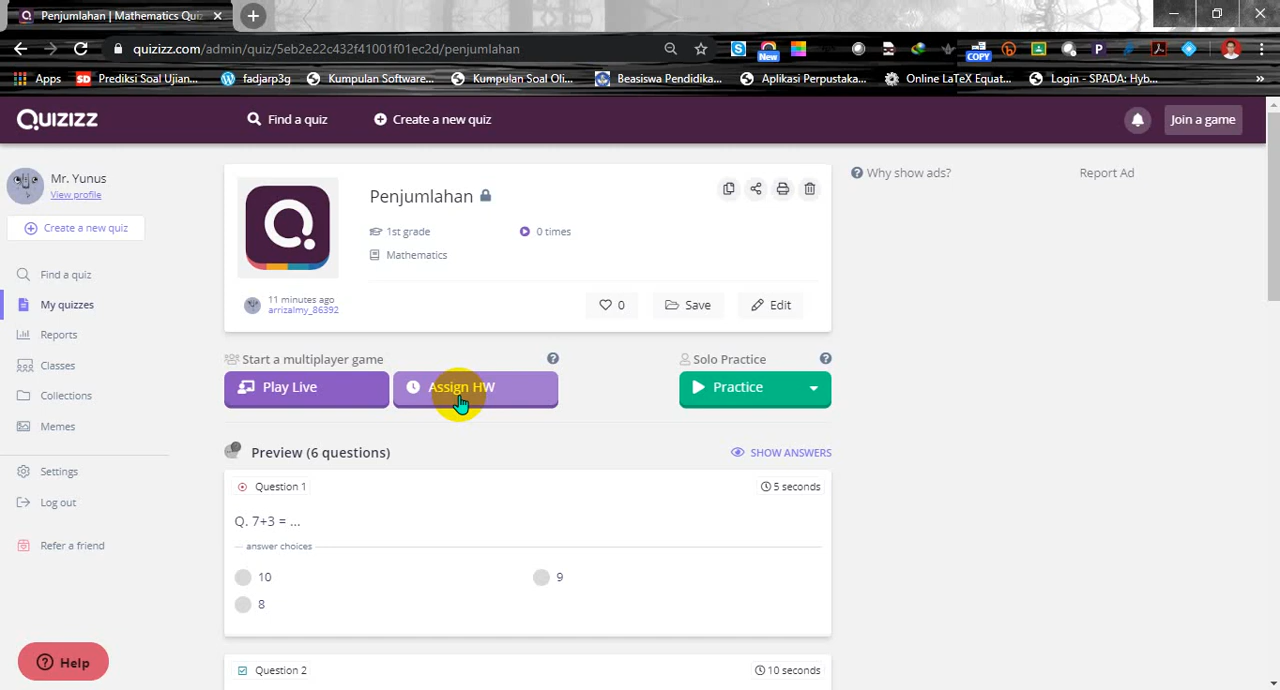 Penjumlahan | Mathematics Qui
quizizz.com/admin/quiz/5eb2e22c432f41001f01ec2d/penjumlahan
New
COPY
P
Apps
SD Prediksi Soal Ujian...
fadjarp3g
Kumpulan Software...
Kumpulan Soal Oli...
Beasiswa Pendidika...
Aplikasi Perpustaka...
Online LaTeX Equat...
Login - SPADA: Hyb...
»
QUIZIZZ
Find a quiz
Create a new quiz
Join a game
Mr. Yunus
View profile
Create a new quiz
Find a quiz
My quizzes
Reports
Classes
Collections
Memes
Settings
Log out
Refer a friend
Help
Penjumlahan
1st grade
0 times
Mathematics
11 minutes ago
arrizalmy_86392
0
Save
Edit
Why show ads?
Report Ad
Start a multiplayer game
Solo Practice
Play Live
Assign HW
Practice
Preview (6 questions)
SHOW ANSWERS
Question 1
5 seconds
Q. 7+3 = ...
answer choices
10
9
8
Question 2
10 seconds